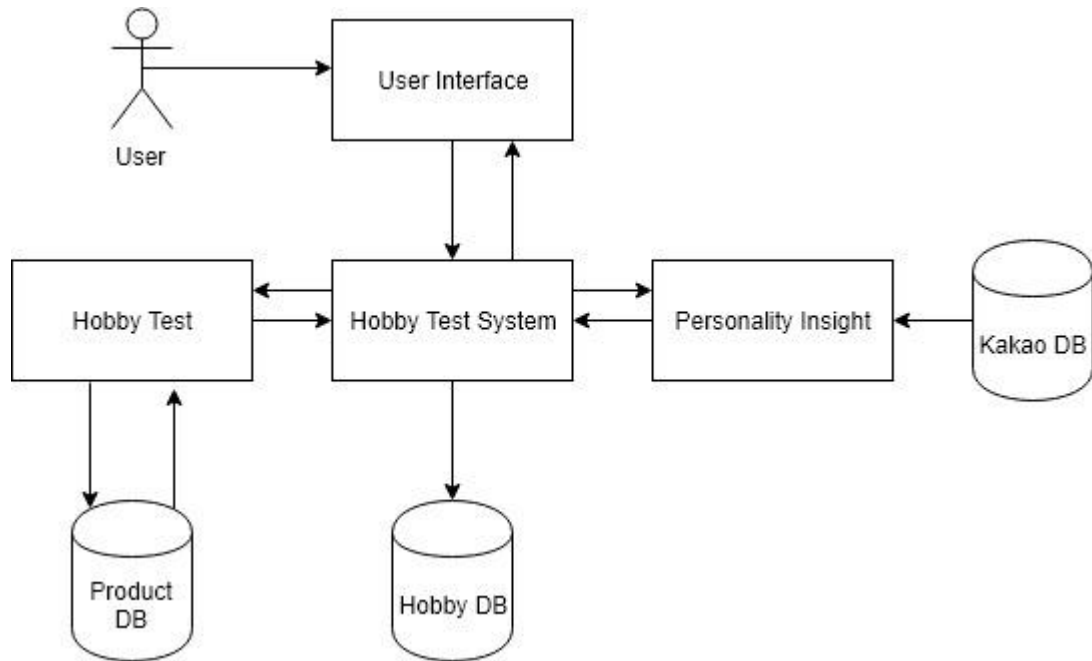 User Interface
User
Hobby Test
Hobby Test System
Personality Insight
Kakao DB
Product
DB
Hobby DB